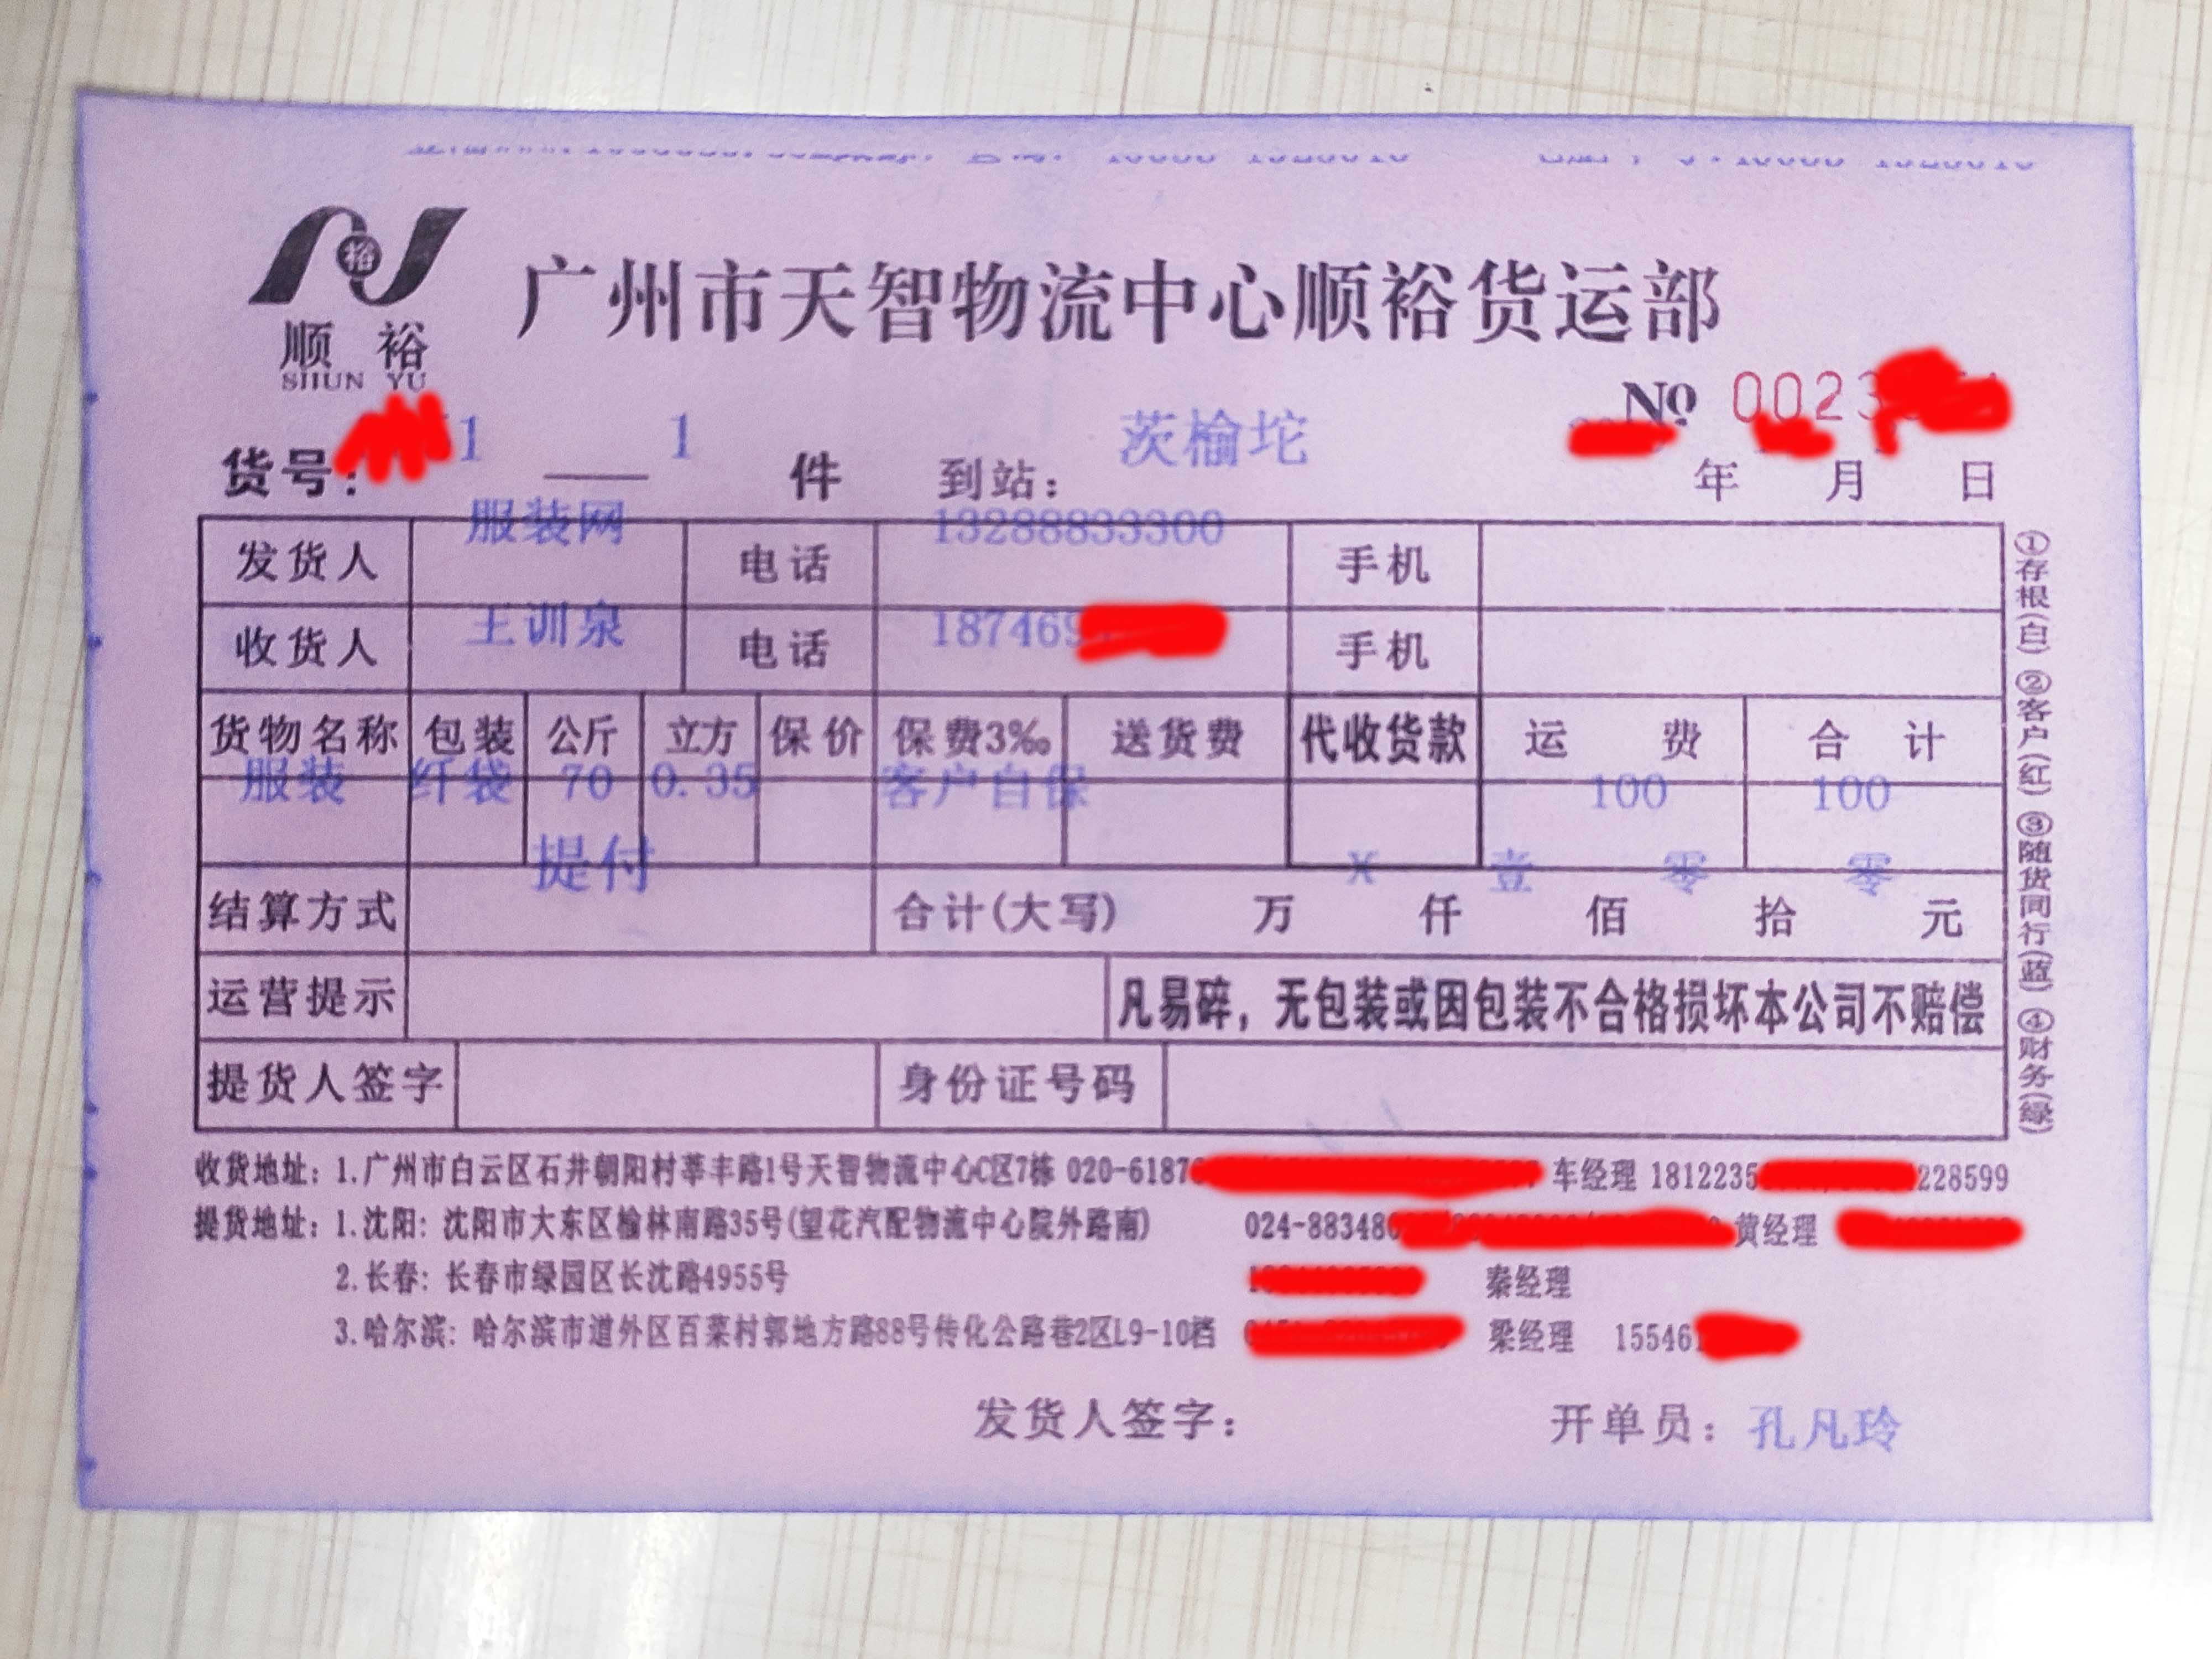 裕
顺 裕
SHUN YU
广州市天智物流中心顺裕货运部
No 0023
货号: 1 — 1 件 到站: 茨榆坨 年 月 日
发货人 服装网 电话 13288833300 手机
收货人 王训泉 电话 187469 手机
货物名称 包装 公斤 立方 保价 保费3‰ 送货费 代收货款 运费 合计
服装 纤袋 70 0.35 客户自保 100 100
结算方式 提付 合计(大写) 万 X 仟 壹 佰 零 拾 零 元
运营提示 凡易碎，无包装或因包装不合格损坏本公司不赔偿
提货人签字 身份证号码
①存根(白) ②客户(红) ③随货同行(蓝) ④财务(绿)
收货地址: 1.广州市白云区石井朝阳村莘丰路1号天智物流中心C区7栋 020-6187 车经理 1812235 228599
提货地址: 1.沈阳: 沈阳市大东区榆林南路35号(望花汽配物流中心院外路南) 024-88348 黄经理
2.长春: 长春市绿园区长沈路4955号 秦经理
3.哈尔滨: 哈尔滨市道外区百菜村郭地方路88号传化公路巷2区L9-10档 梁经理 15546
发货人签字: 开单员: 孔凡玲